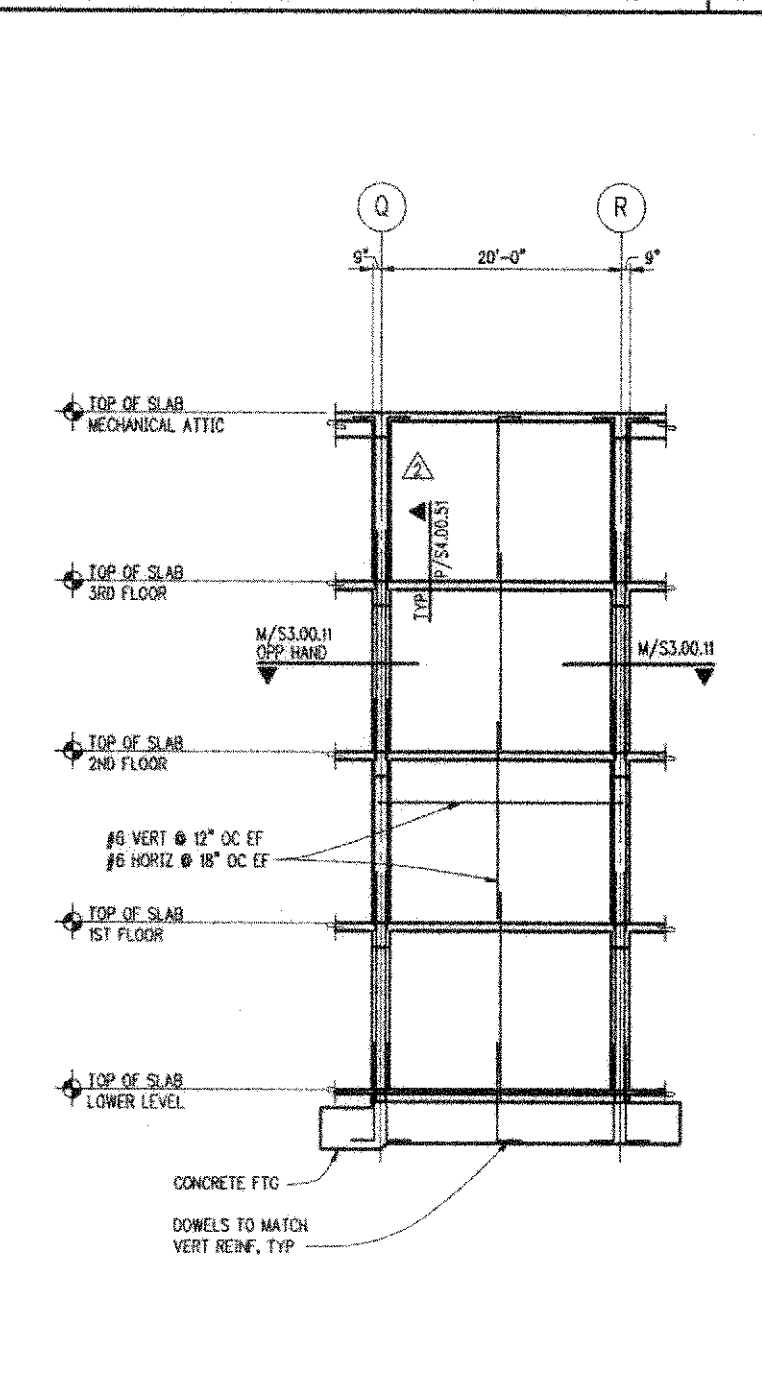 Q
R
9"
20'-0"
9"
TOP OF SLAB
MECHANICAL ATTIC
2
TYP
P/S4.00.51
TOP OF SLAB
3RD FLOOR
M/S3.00.11
OPP HAND
M/S3.00.11
TOP OF SLAB
2ND FLOOR
#6 VERT @ 12" OC EF
#6 HORIZ @ 18" OC EF
TOP OF SLAB
1ST FLOOR
TOP OF SLAB
LOWER LEVEL
CONCRETE FTG
DOWELS TO MATCH
VERT REINF, TYP